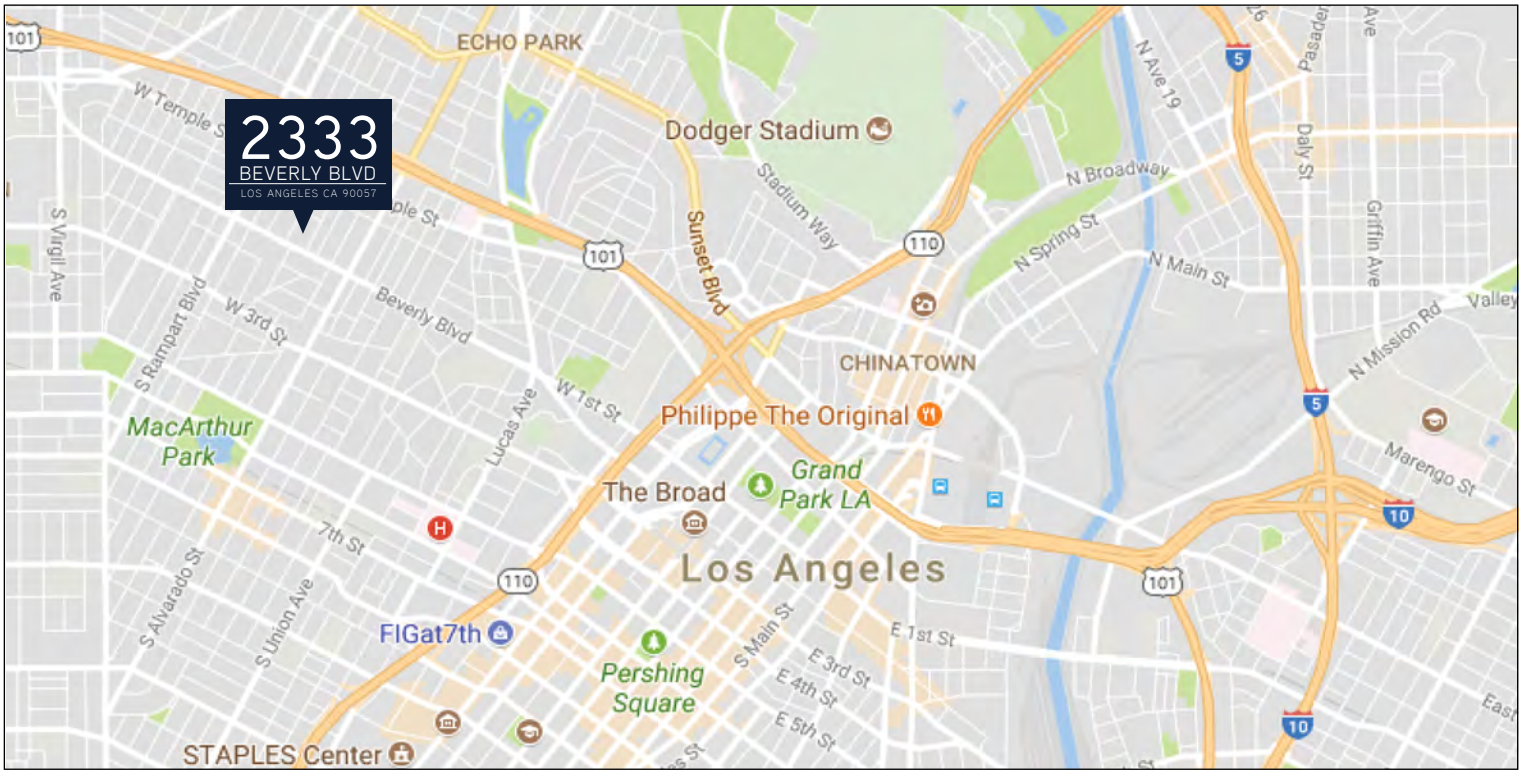 101
ECHO PARK
26
Pasader
Ave
5
W Temple S
N Ave 19
2333
BEVERLY BLVD
LOS ANGELES CA 90057
Dodger Stadium
Daly St
N Broadway
Stadium Way
ple St
S Virgil Ave
Sunset Blvd
Griffin Ave
110
N Spring St
101
N Main St
S Rampart Blvd
W 3rd St
Beverly Blvd
Valley
N Mission Rd
CHINATOWN
W 1st St
Philippe The Original
5
Lucas Ave
MacArthur
Park
Grand
Park LA
Marengo St
The Broad
10
H
7th St
Los Angeles
110
101
S Alvarado St
S Union Ave
FIGat7th
E 1st St
S Main St
Pershing
Square
E 3rd St
E 4th St
East
E 5th St
10
STAPLES Center
as St
St